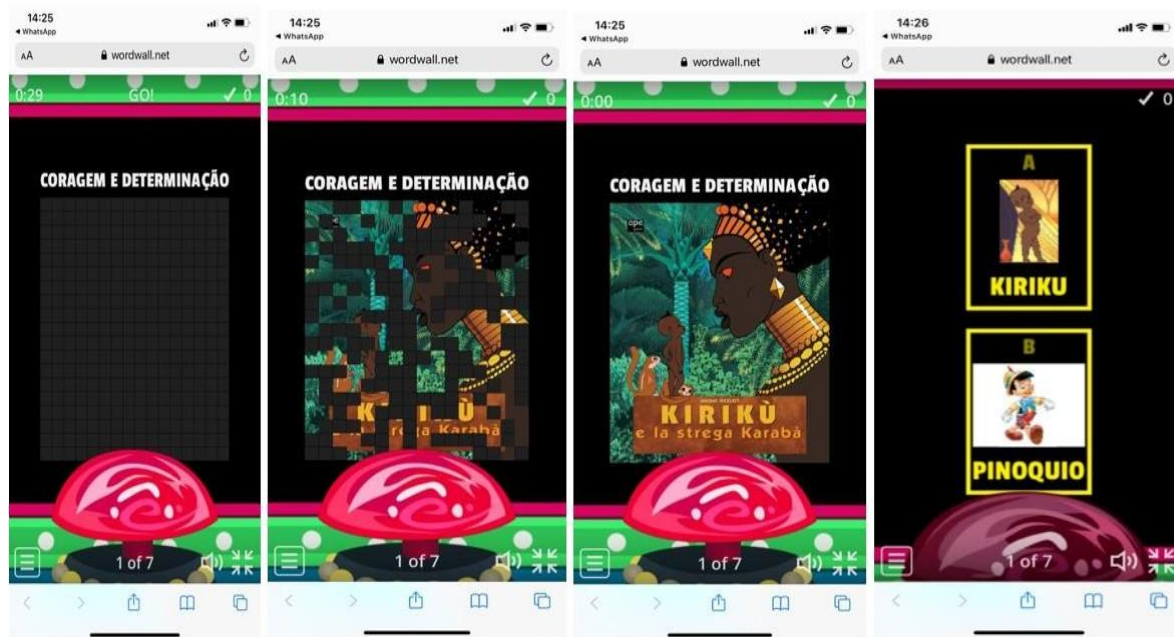 14:25
◂ WhatsApp
AA
wordwall.net
0:29
GO!
✓ 0
CORAGEM E DETERMINAÇÃO
1 of 7
14:25
◂ WhatsApp
AA
wordwall.net
0:10
✓ 0
CORAGEM E DETERMINAÇÃO
K I Ù
r ga Karabà
1 of 7
14:25
◂ WhatsApp
AA
wordwall.net
0:00
✓ 0
CORAGEM E DETERMINAÇÃO
KIRIKÙ
e la strega Karabà
1 of 7
14:26
◂ WhatsApp
AA
wordwall.net
✓ 0
A
KIRIKU
B
PINOQUIO
1 of 7